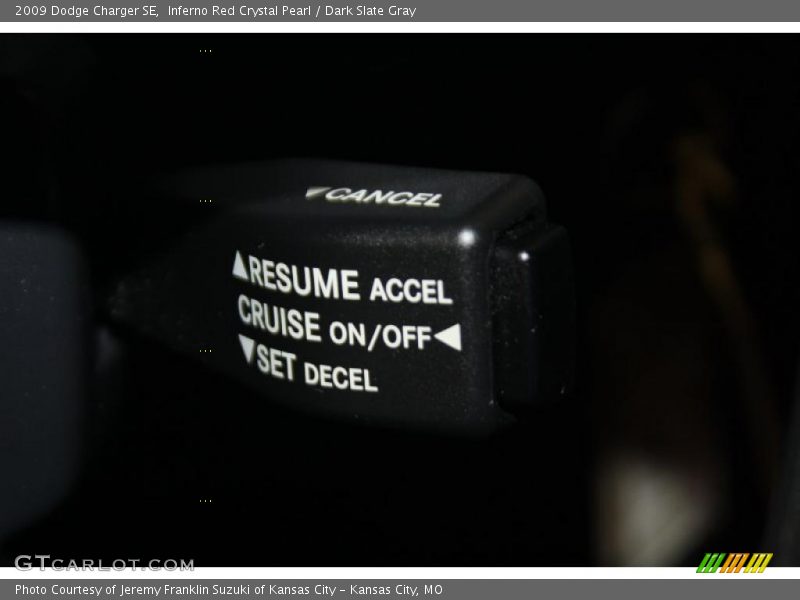 2009 Dodge Charger SE,  Inferno Red Crystal Pearl / Dark Slate Gray
CANCEL
RESUME ACCEL
CRUISE ON/OFF
SET DECEL
GTCARLOT.COM
Photo Courtesy of Jeremy Franklin Suzuki of Kansas City - Kansas City, MO